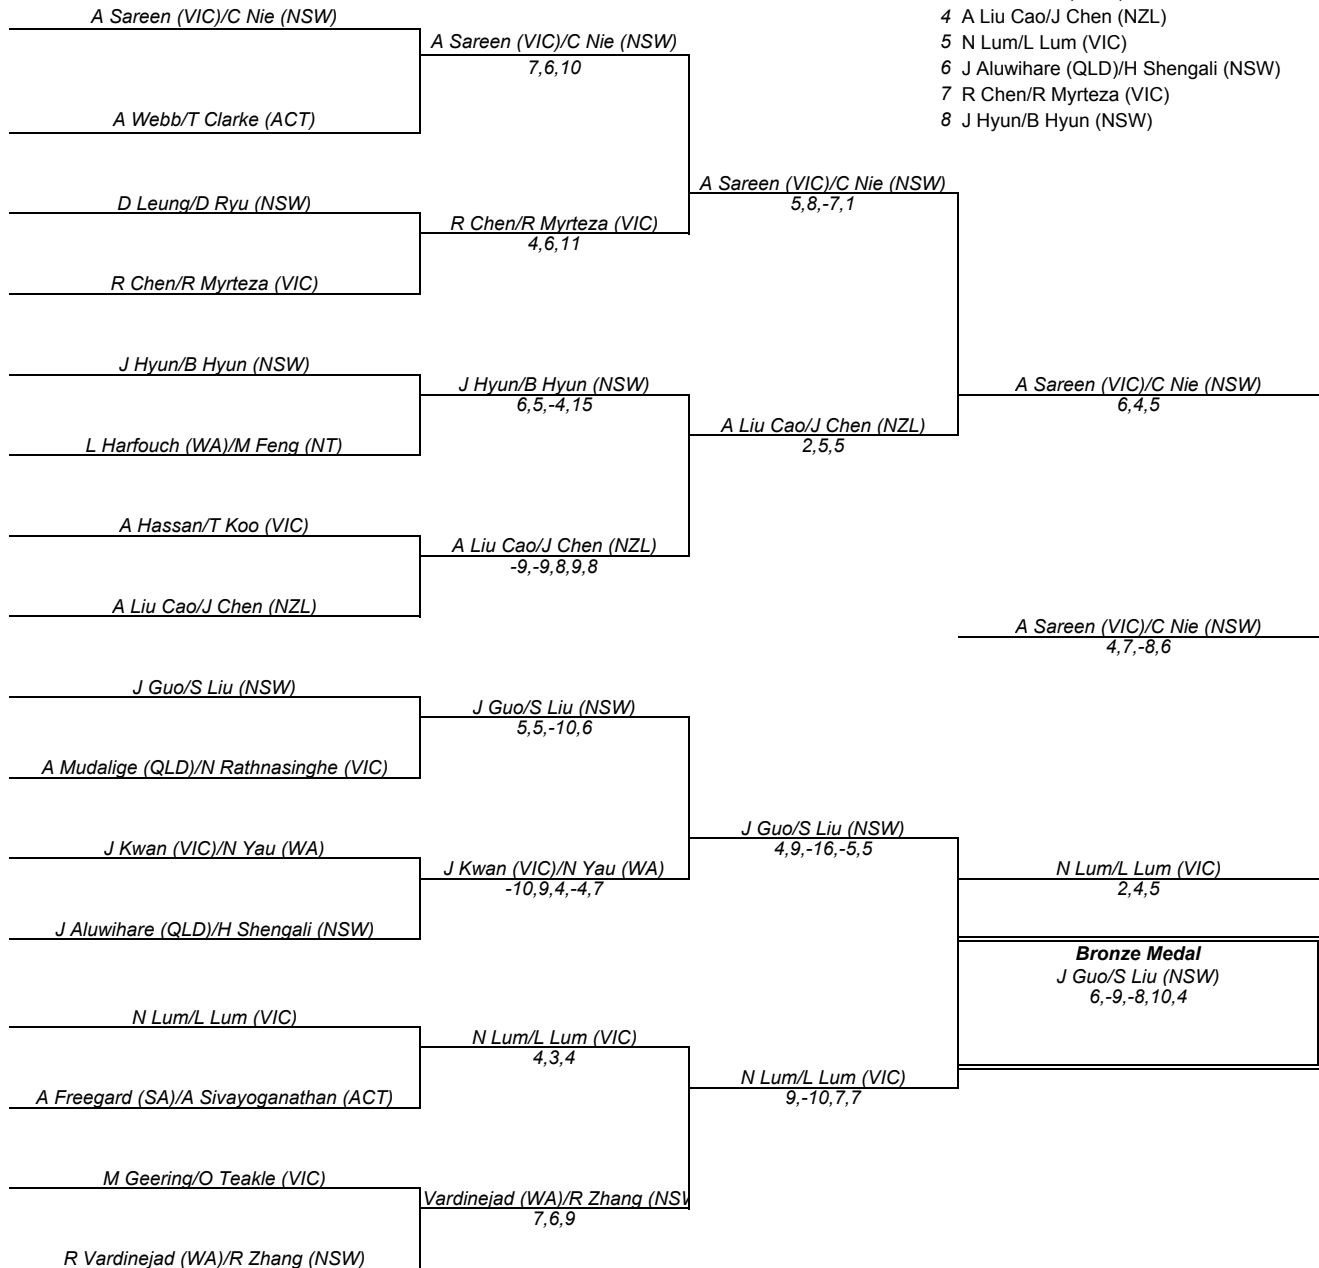 4 A Liu Cao/J Chen (NZL)
5 N Lum/L Lum (VIC)
6 J Aluwihare (QLD)/H Shengali (NSW)
7 R Chen/R Myrteza (VIC)
8 J Hyun/B Hyun (NSW)
A Sareen (VIC)/C Nie (NSW)
A Webb/T Clarke (ACT)
D Leung/D Ryu (NSW)
R Chen/R Myrteza (VIC)
J Hyun/B Hyun (NSW)
L Harfouch (WA)/M Feng (NT)
A Hassan/T Koo (VIC)
A Liu Cao/J Chen (NZL)
J Guo/S Liu (NSW)
A Mudalige (QLD)/N Rathnasinghe (VIC)
J Kwan (VIC)/N Yau (WA)
J Aluwihare (QLD)/H Shengali (NSW)
N Lum/L Lum (VIC)
A Freegard (SA)/A Sivayoganathan (ACT)
M Geering/O Teakle (VIC)
R Vardinejad (WA)/R Zhang (NSW)
A Sareen (VIC)/C Nie (NSW)
7,6,10
R Chen/R Myrteza (VIC)
4,6,11
J Hyun/B Hyun (NSW)
6,5,-4,15
A Liu Cao/J Chen (NZL)
-9,-9,8,9,8
J Guo/S Liu (NSW)
5,5,-10,6
J Kwan (VIC)/N Yau (WA)
-10,9,4,-4,7
N Lum/L Lum (VIC)
4,3,4
Vardinejad (WA)/R Zhang (NSW
7,6,9
A Sareen (VIC)/C Nie (NSW)
5,8,-7,1
A Liu Cao/J Chen (NZL)
2,5,5
J Guo/S Liu (NSW)
4,9,-16,-5,5
N Lum/L Lum (VIC)
9,-10,7,7
A Sareen (VIC)/C Nie (NSW)
6,4,5
A Sareen (VIC)/C Nie (NSW)
4,7,-8,6
N Lum/L Lum (VIC)
2,4,5
Bronze Medal
J Guo/S Liu (NSW)
6,-9,-8,10,4